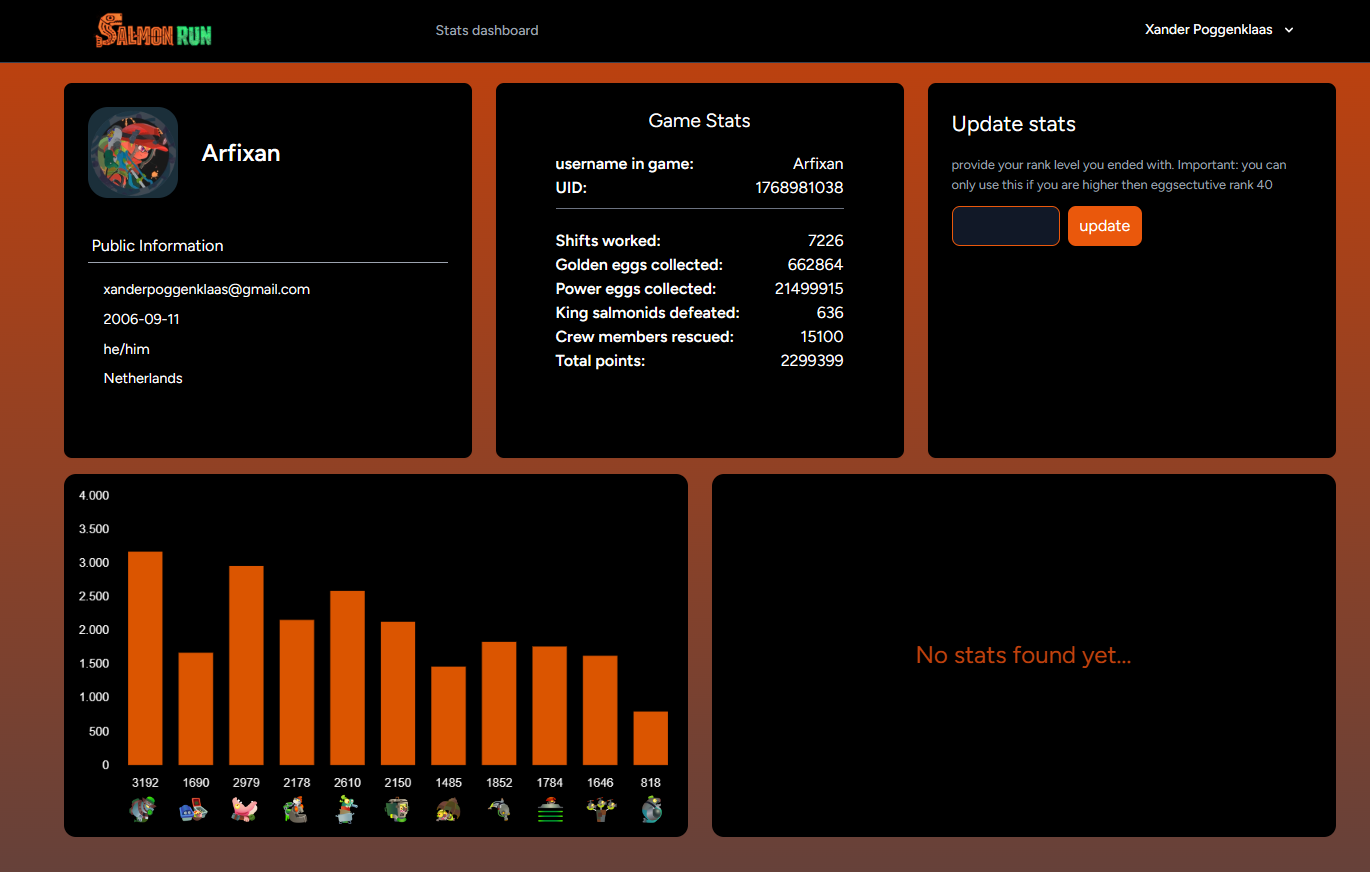 SALMON RUN
Stats dashboard
Xander Poggenklaas
Arfixan
Public Information
xanderpoggenklaas@gmail.com
2006-09-11
he/him
Netherlands
Game Stats
username in game: Arfixan
UID: 1768981038
Shifts worked: 7226
Golden eggs collected: 662864
Power eggs collected: 21499915
King salmonids defeated: 636
Crew members rescued: 15100
Total points: 2299399
Update stats
provide your rank level you ended with. Important: you can
only use this if you are higher then eggsectutive rank 40
update
4.000
3.500
3.000
2.500
2.000
1.500
1.000
500
0
3192 1690 2979 2178 2610 2150 1485 1852 1784 1646 818
No stats found yet...